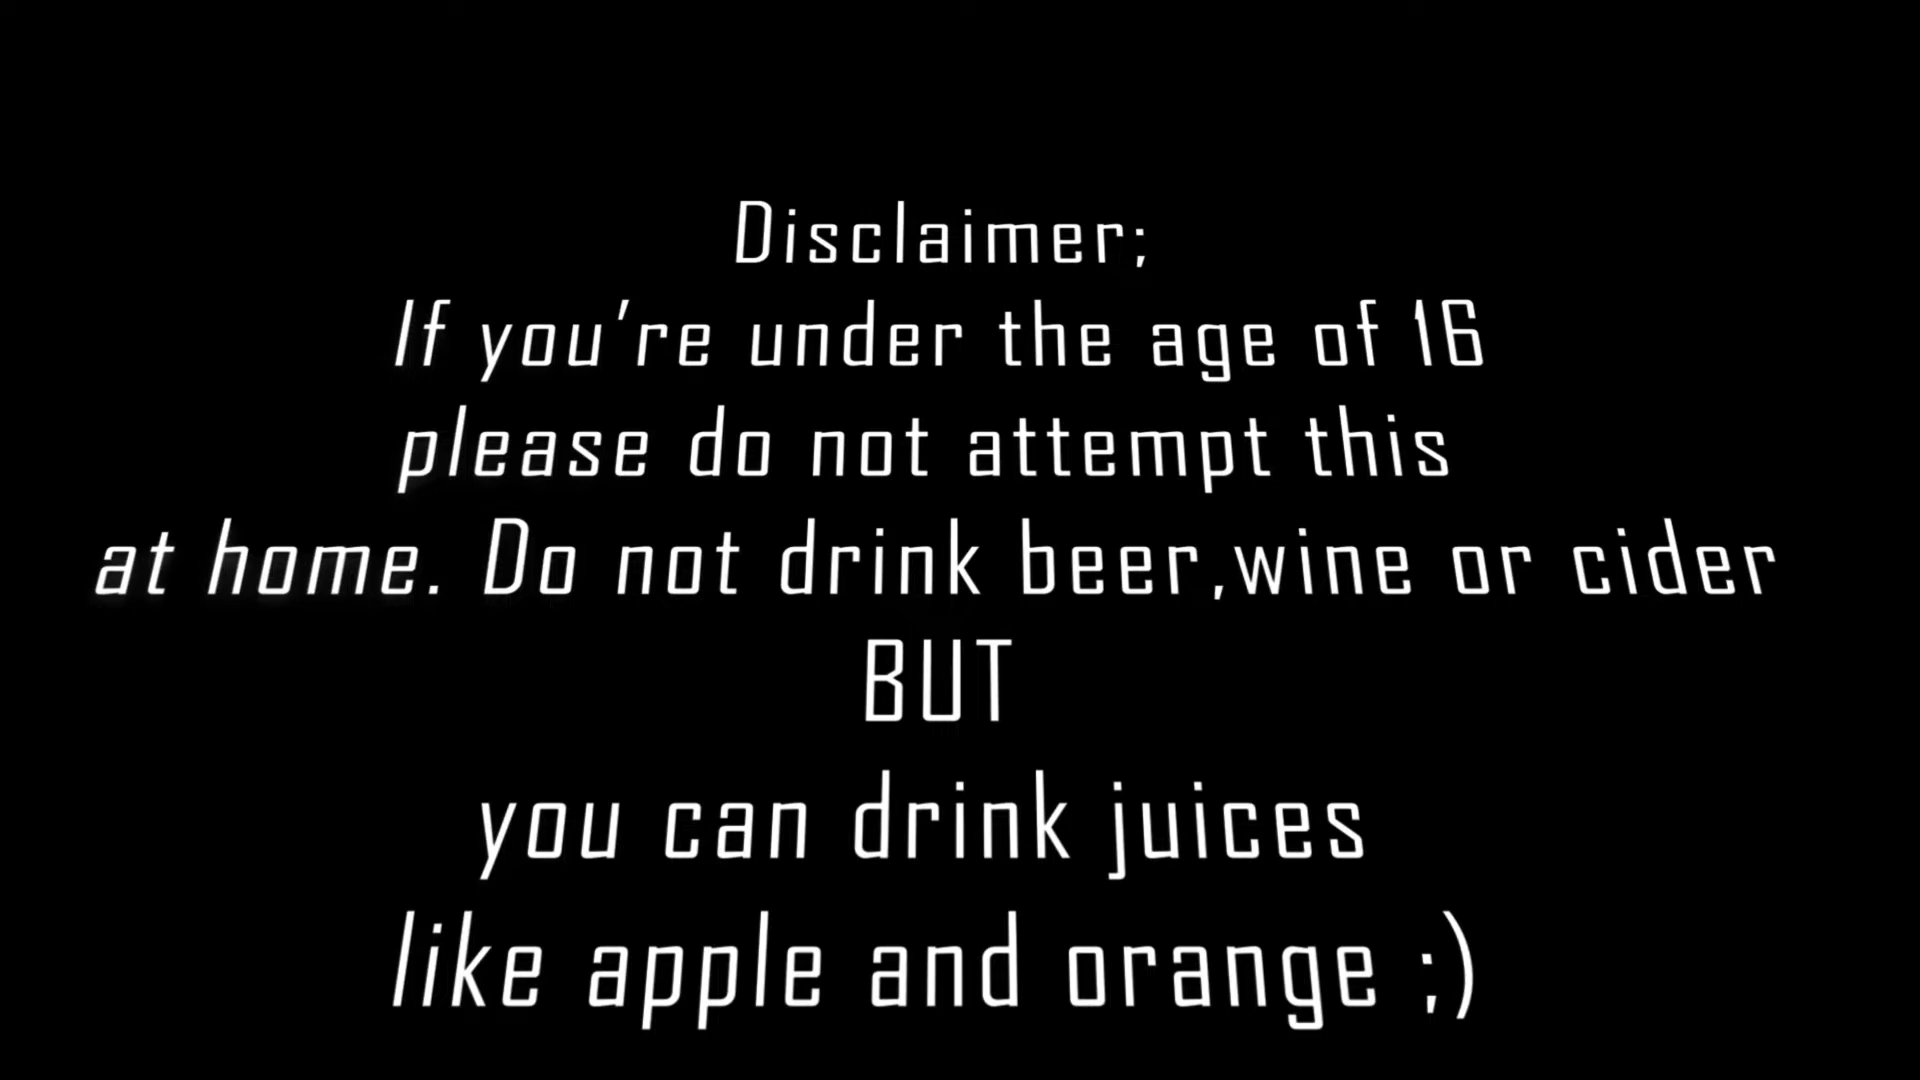 Disclaimer;
If you're under the age of 16
please do not attempt this
at home. Do not drink beer,wine or cider
BUT
you can drink juices
like apple and orange ;)